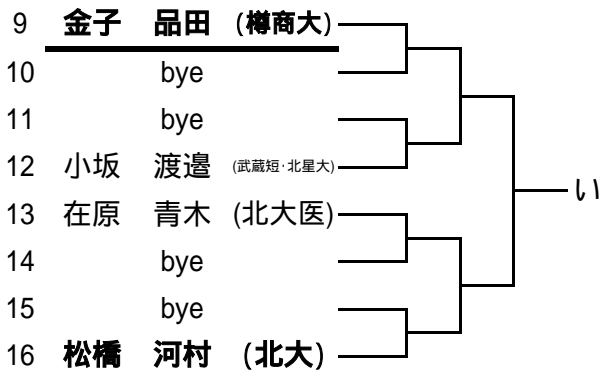 9 金子 品田 (樽商大)
10 bye
11 bye
12 小坂 渡邉 (武蔵短･北星大)
13 在原 青木 (北大医)
14 bye
15 bye
16 松橋 河村 (北大)
い